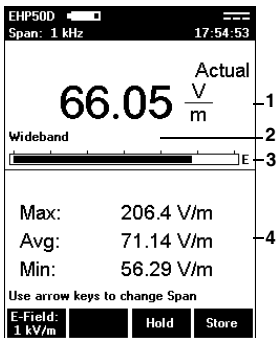 EHP50D
Span: 1 kHz 17:54:53
Actual
66.05 V/m
1
Wideband
2
E
3
Max: 206.4 V/m
Avg: 71.14 V/m
4
Min: 56.29 V/m
Use arrow keys to change Span
E-Field: 1 kV/m Hold Store